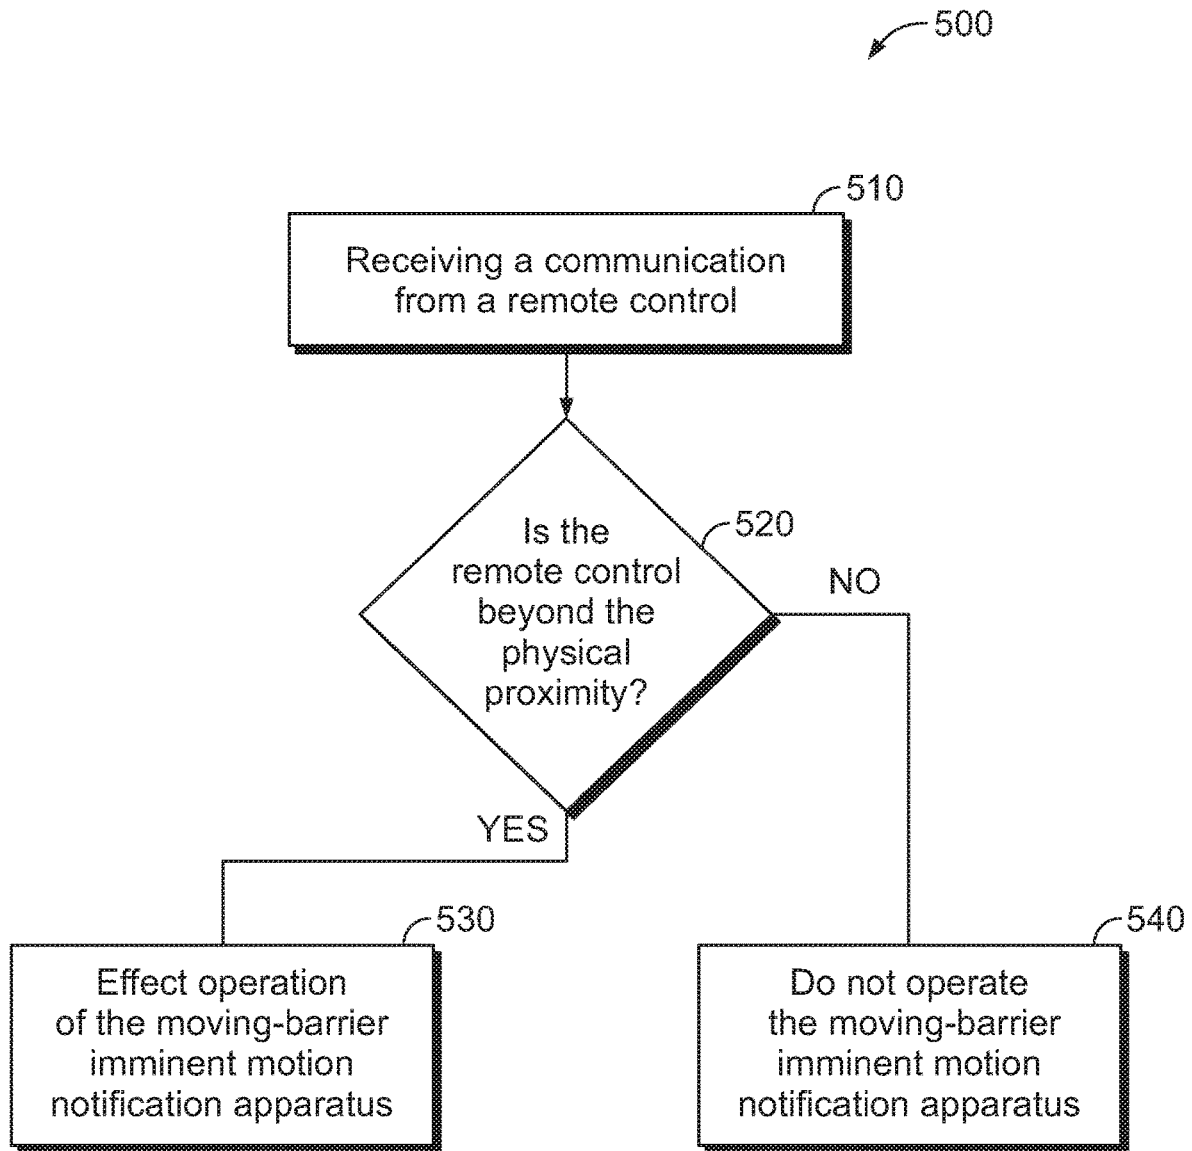 500
510
Receiving a communication
from a remote control
520
Is the
remote control
beyond the
physical
proximity?
NO
YES
530
Effect operation
of the moving-barrier
imminent motion
notification apparatus
540
Do not operate
the moving-barrier
imminent motion
notification apparatus